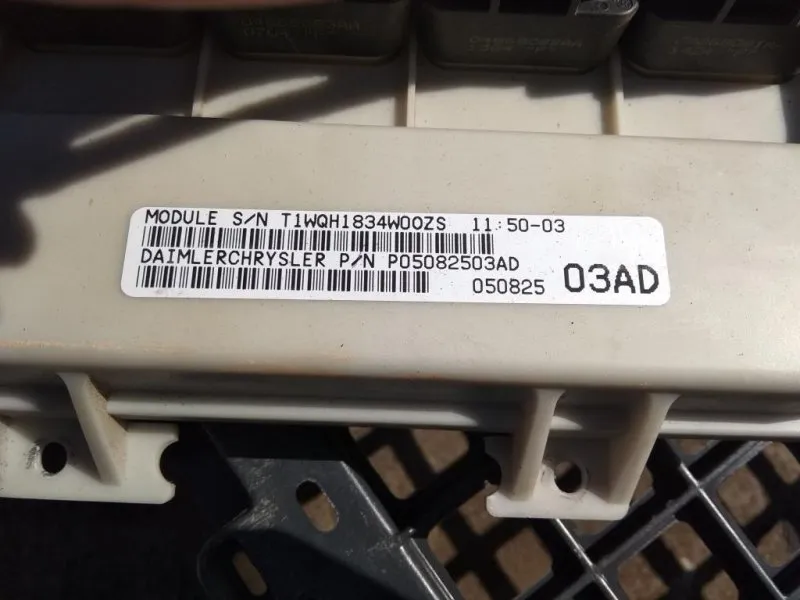 MODULE S/N T1WQH1834W00ZS 11:50-03
DAIMLERCHRYSLER P/N P05082503AD
050825 03AD